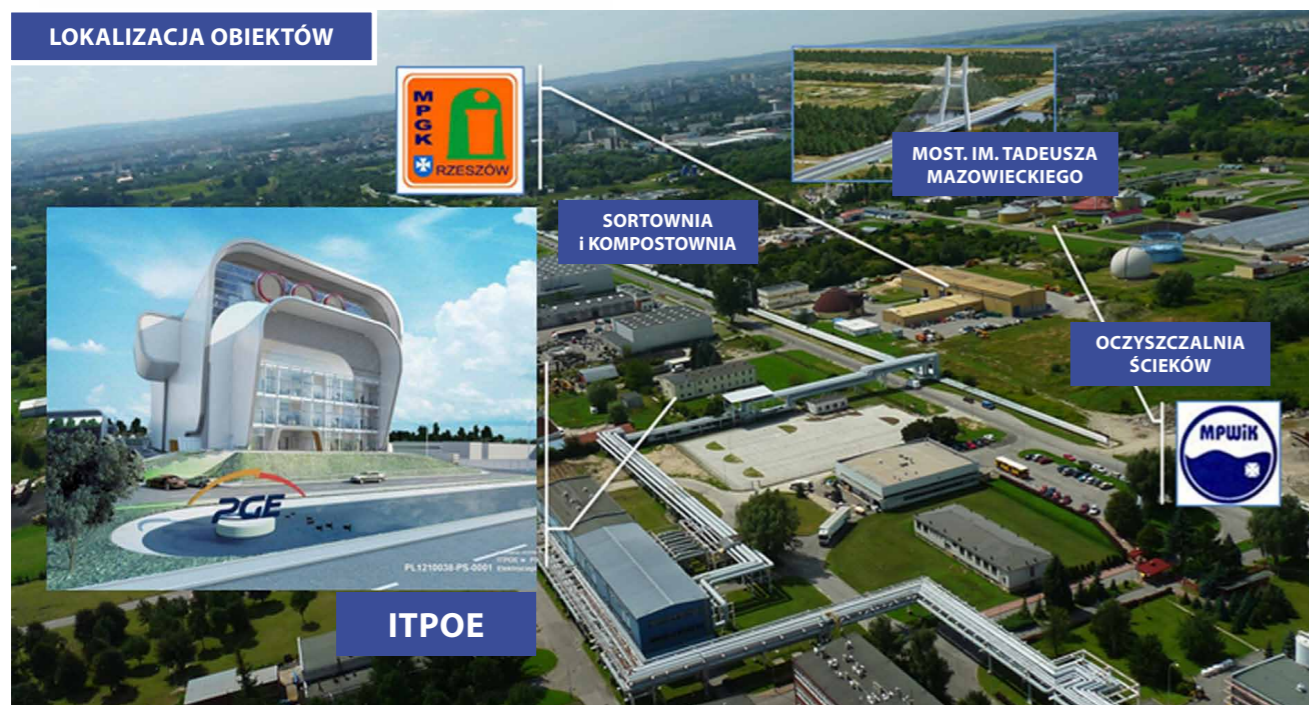 LOKALIZACJA OBIEKTÓW
MPGK
RZESZÓW
MOST. IM. TADEUSZA
MAZOWIECKIEGO
SORTOWNIA
i KOMPOSTOWNIA
OCZYSZCZALNIA
ŚCIEKÓW
MPWiK
PGE
PL1210038-PS-0001
ITPOE